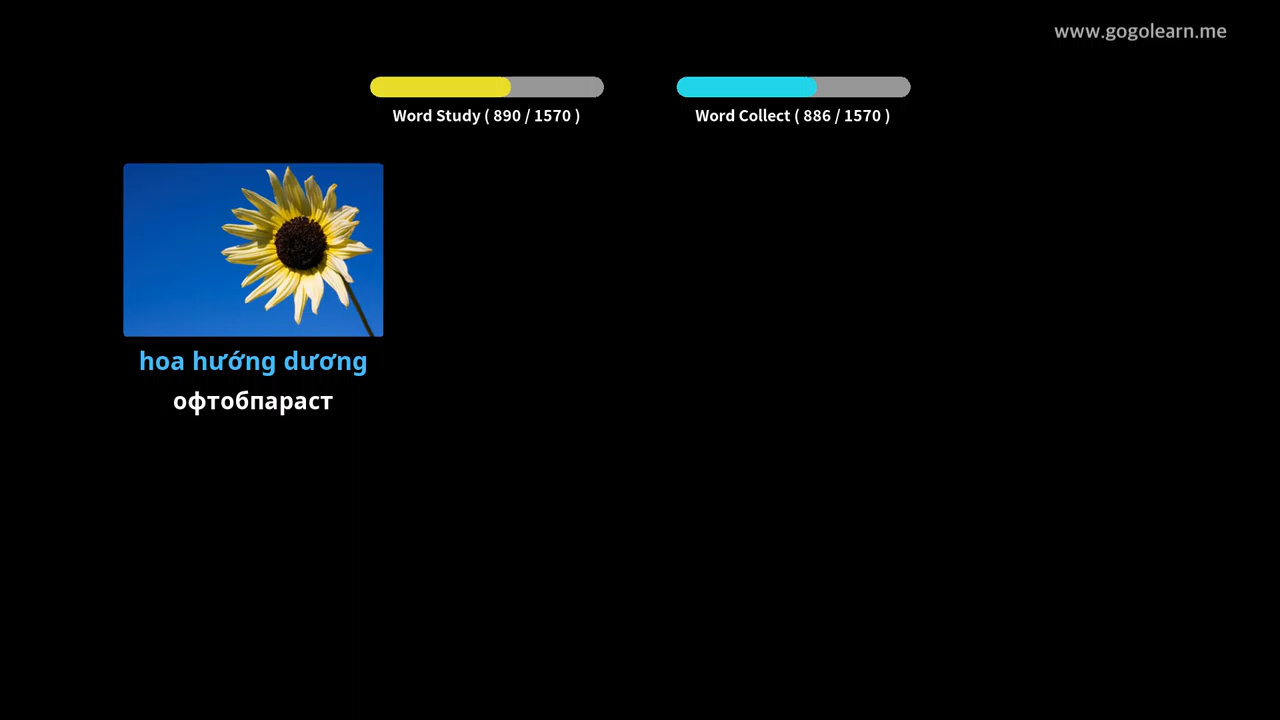 www.gogolearn.me
Word Study ( 890 / 1570 )
Word Collect ( 886 / 1570 )
hoa hướng dương
офтобпараст